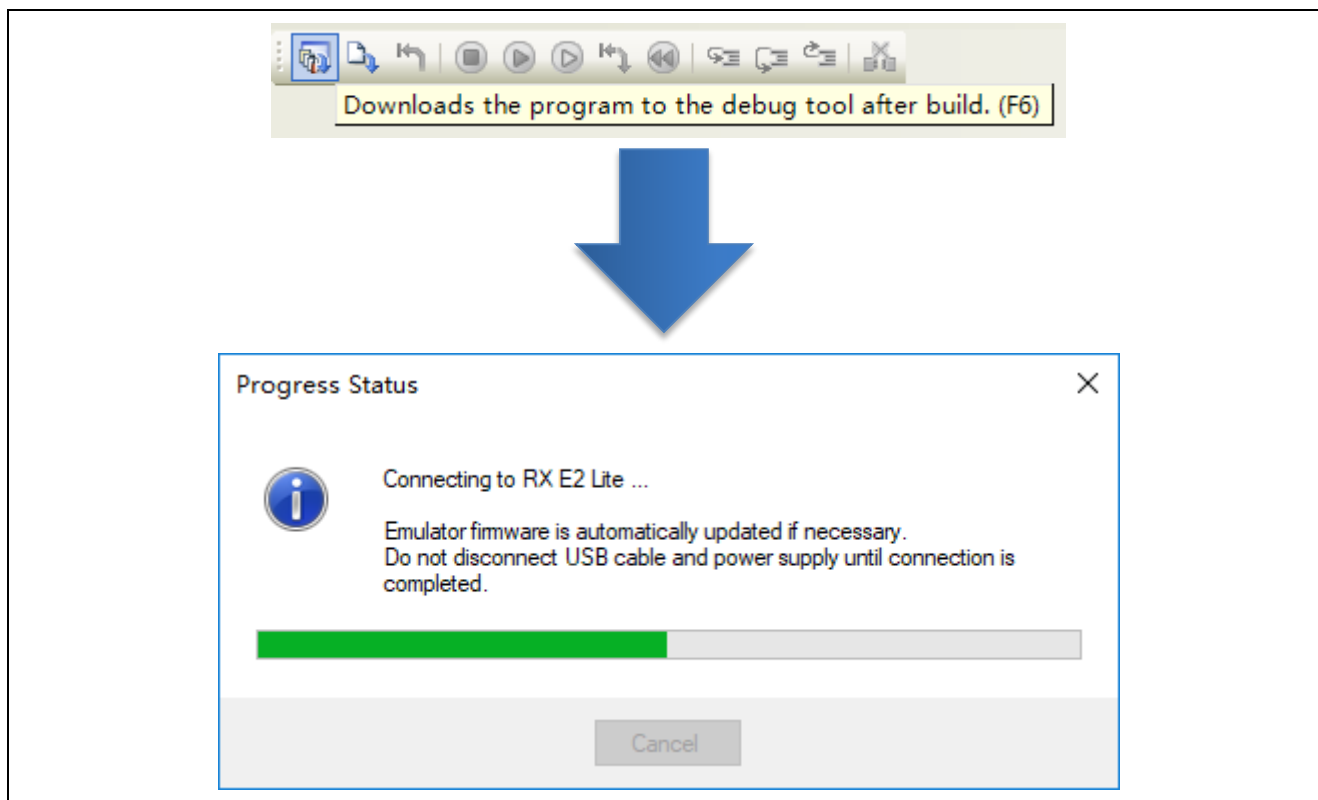 Downloads the program to the debug tool after build. (F6)
Progress Status
Connecting to RX E2 Lite ...
Emulator firmware is automatically updated if necessary.
Do not disconnect USB cable and power supply until connection is
completed.
Cancel